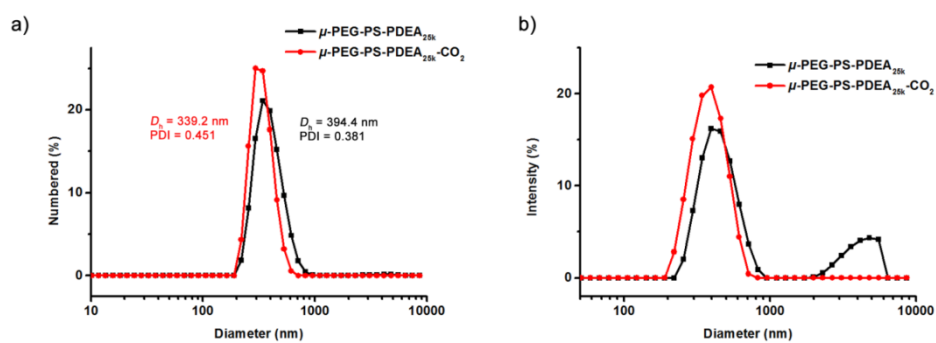 a)
μ-PEG-PS-PDEA25k
μ-PEG-PS-PDEA25k-CO2
Numbered (%)
20
10
0
Dh = 339.2 nm
PDI = 0.451
Dh = 394.4 nm
PDI = 0.381
10
100
1000
10000
Diameter (nm)
b)
μ-PEG-PS-PDEA25k
μ-PEG-PS-PDEA25k-CO2
Intensity (%)
20
10
0
100
1000
10000
Diameter (nm)